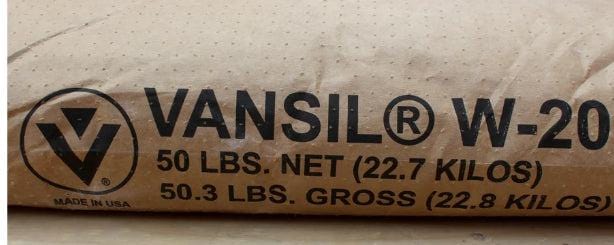 VANSIL® W-20
50 LBS. NET (22.7 KILOS)
50.3 LBS. GROSS (22.8 KILOS)
V®
MADE IN USA